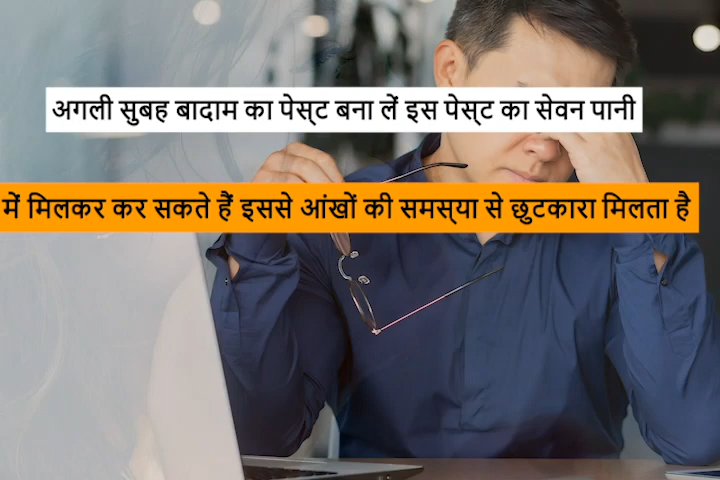 अगली सुबह बादाम का पेस्ट बना लें इस पेस्ट का सेवन पानी
में मिलकर कर सकते हैं इससे आंखों की समस्या से छुटकारा मिलता है